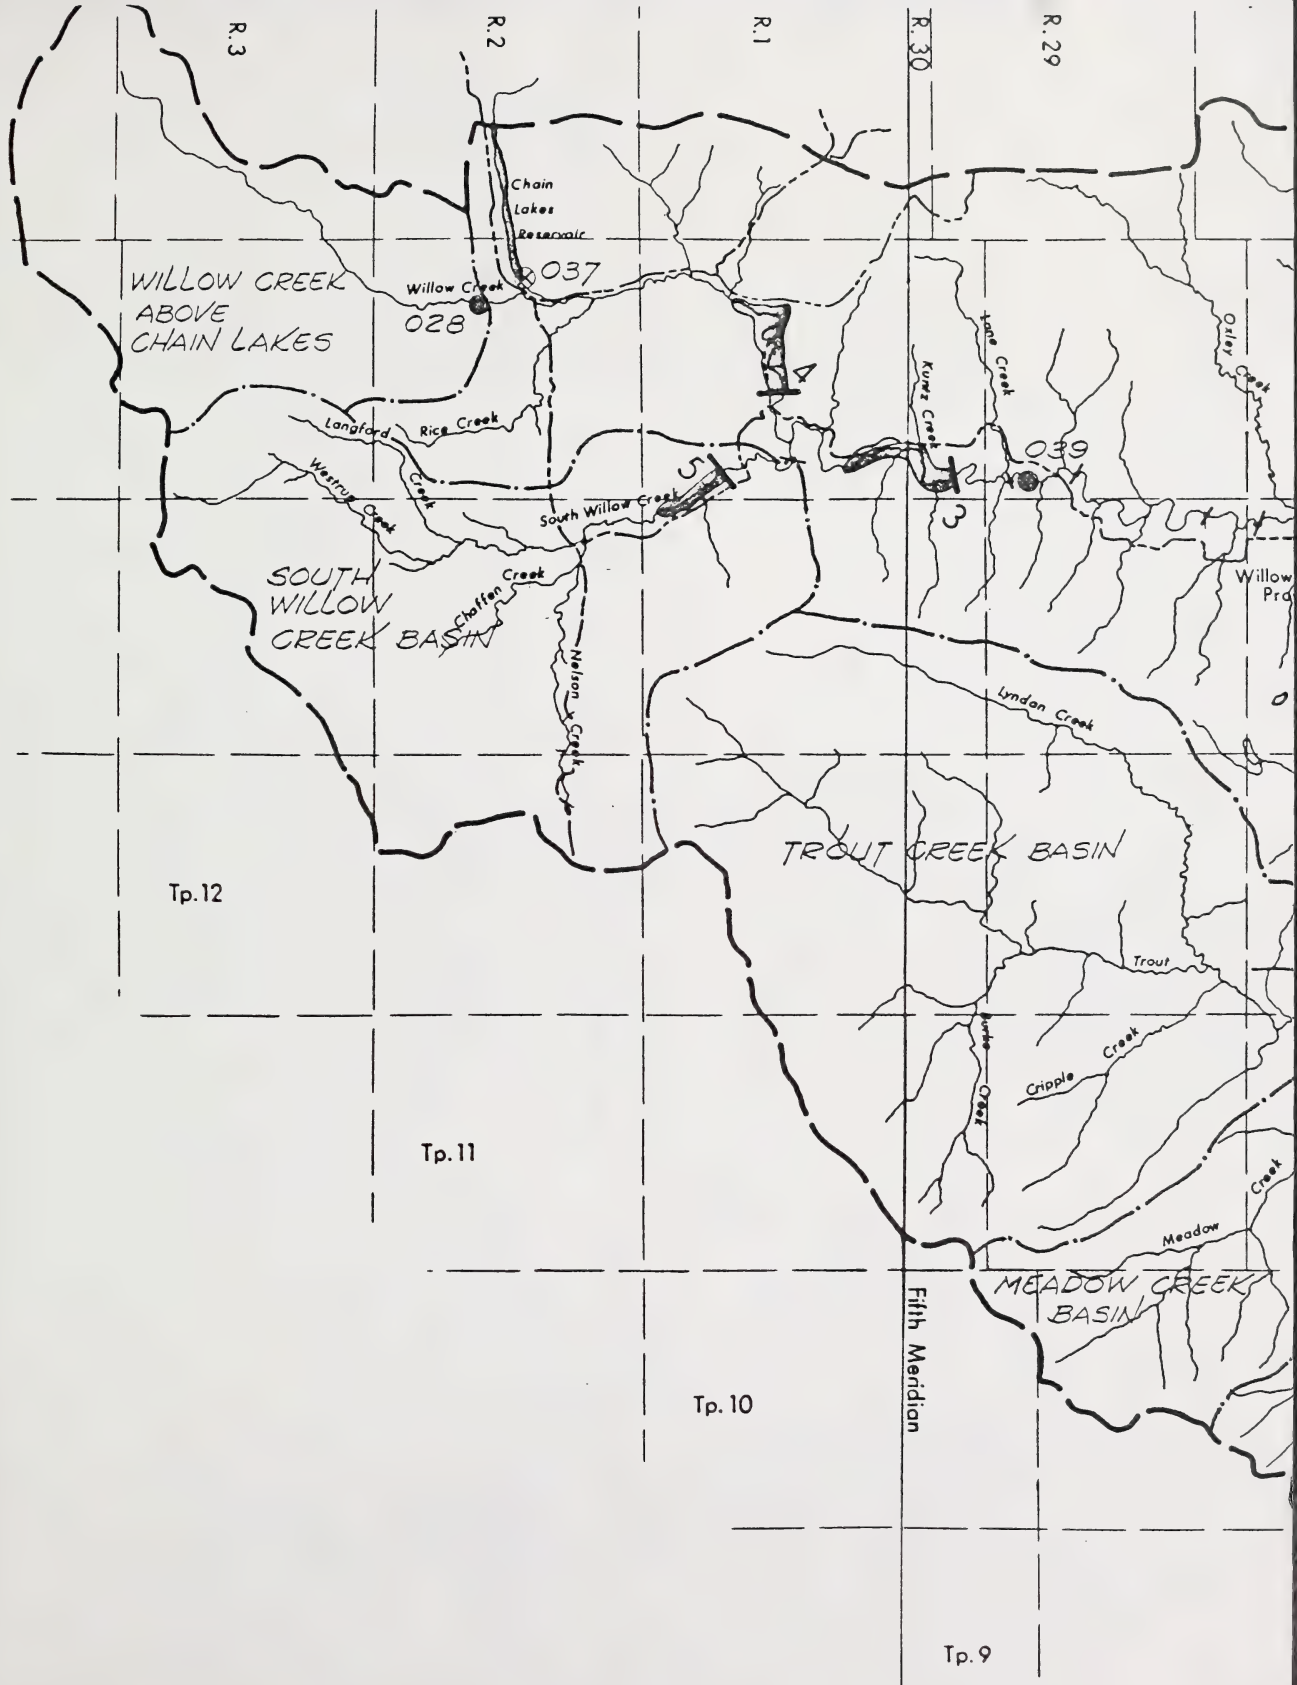 R.3
R.2
R.1
R.30
R.29
Chain
Lakes
Reservoir
037
Willow Creek
028
WILLOW CREEK
ABOVE
CHAIN LAKES
4
Lane Creek
Kuntz Creek
Oxley Creek
Langford Creek
Rice Creek
039
Westrup Creek
5
South Willow Creek
3
SOUTH
WILLOW
CREEK BASIN
Chaffen Creek
Nelson Creek
Willow
Pro
Lyndon Creek
TROUT CREEK BASIN
Tp.12
Trout
Burke Creek
Cripple Creek
Tp.11
Meadow Creek
MEADOW CREEK
BASIN
Fifth Meridian
Tp.10
Tp.9